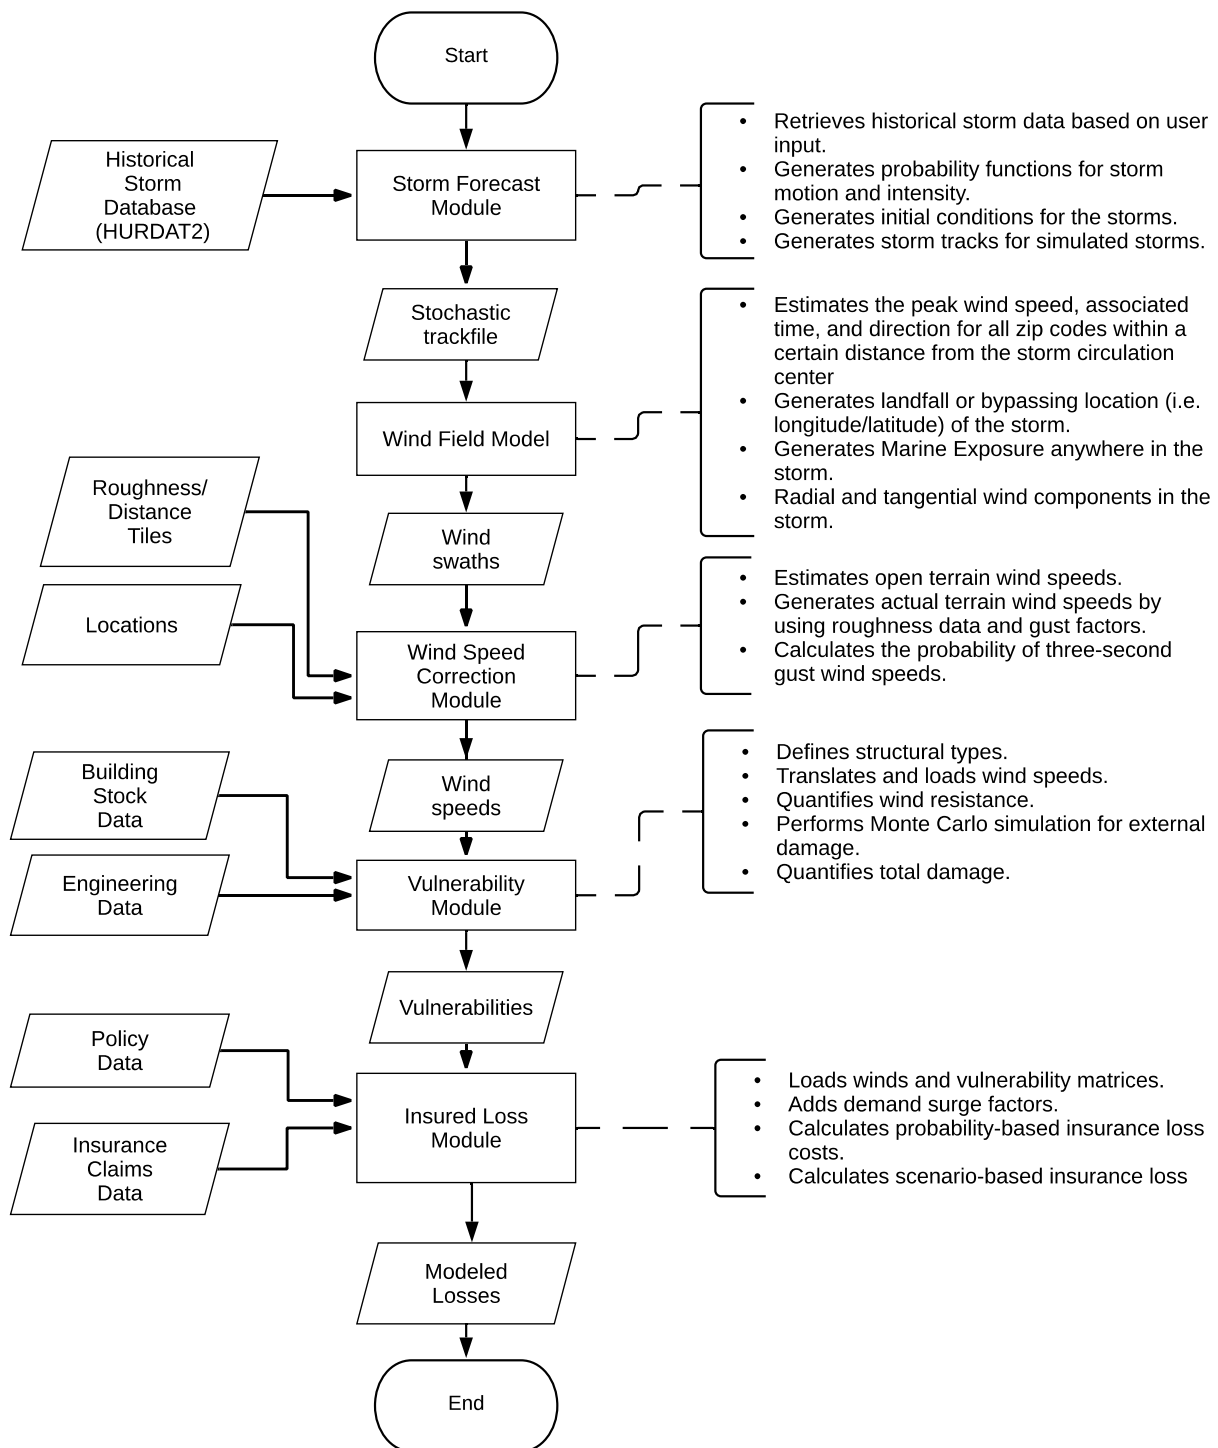 Start
Historical
Storm
Database
(HURDAT2)
Storm Forecast
Module
• Retrieves historical storm data based on user
input.
• Generates probability functions for storm
motion and intensity.
• Generates initial conditions for the storms.
• Generates storm tracks for simulated storms.
Stochastic
trackfile
Wind Field Model
• Estimates the peak wind speed, associated
time, and direction for all zip codes within a
certain distance from the storm circulation
center
• Generates landfall or bypassing location (i.e.
longitude/latitude) of the storm.
• Generates Marine Exposure anywhere in the
storm.
• Radial and tangential wind components in the
storm.
Roughness/
Distance
Tiles
Wind
swaths
Locations
Wind Speed
Correction
Module
• Estimates open terrain wind speeds.
• Generates actual terrain wind speeds by
using roughness data and gust factors.
• Calculates the probability of three-second
gust wind speeds.
Building
Stock
Data
Wind
speeds
Engineering
Data
Vulnerability
Module
• Defines structural types.
• Translates and loads wind speeds.
• Quantifies wind resistance.
• Performs Monte Carlo simulation for external
damage.
• Quantifies total damage.
Vulnerabilities
Policy
Data
Insurance
Claims
Data
Insured Loss
Module
• Loads winds and vulnerability matrices.
• Adds demand surge factors.
• Calculates probability-based insurance loss
costs.
• Calculates scenario-based insurance loss
Modeled
Losses
End